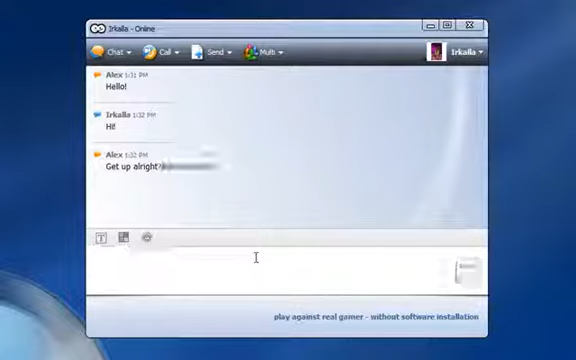 Irkalla - Online
Chat Call Send Multi Irkalla
Alex 1:31 PM
Hello!
Irkalla 1:32 PM
Hi!
Alex 1:32 PM
Get up alright?
T
play against real gamer - without software installation